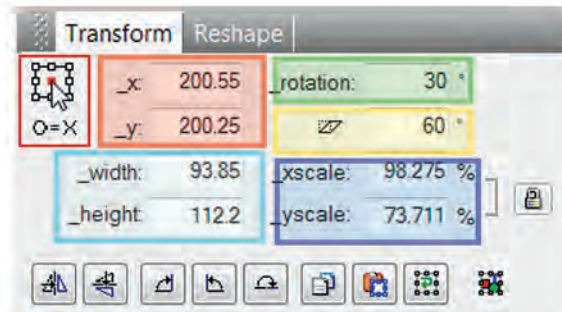 Transform Reshape
_x: 200.55 _rotation: 30 °
O=X _y: 200.25 60 °
_width: 93.85 _xscale: 98.275 %
_height: 112.2 _yscale: 73.711 %